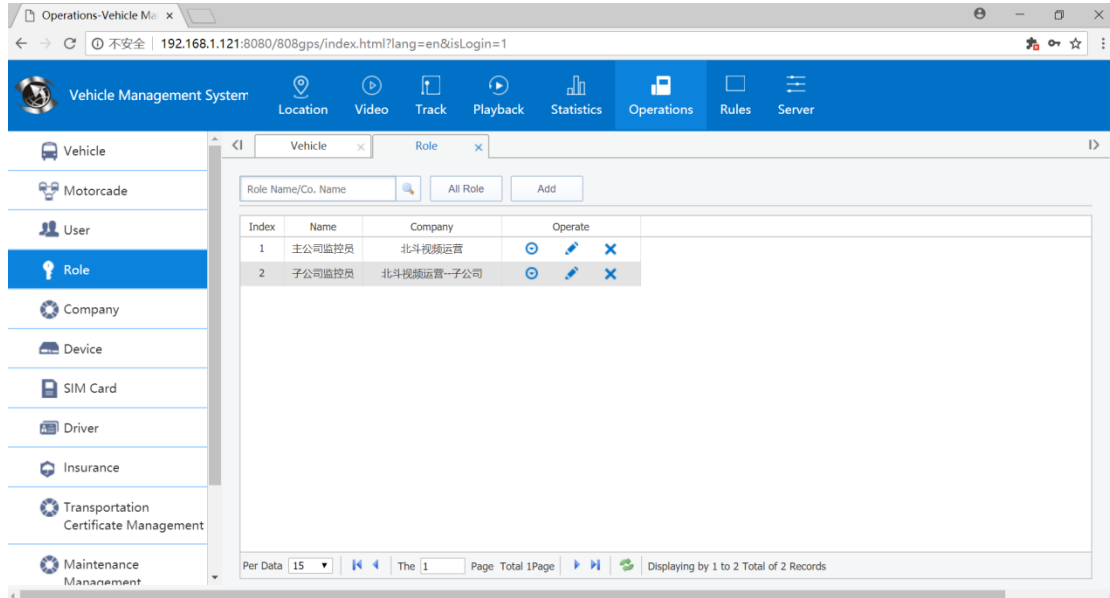 Operations-Vehicle Ma
不安全 192.168.1.121:8080/808gps/index.html?lang=en&isLogin=1
Vehicle Management System
Location Video Track Playback Statistics Operations Rules Server
Vehicle
Motorcade
User
Role
Company
Device
SIM Card
Driver
Insurance
Transportation
Certificate Management
Maintenance
Management
Vehicle Role
Role Name/Co. Name All Role Add
Index Name Company Operate
1 主公司监控员 北斗视频运营
2 子公司监控员 北斗视频运营--子公司
Per Data 15 The 1 Page Total 1Page Displaying by 1 to 2 Total of 2 Records